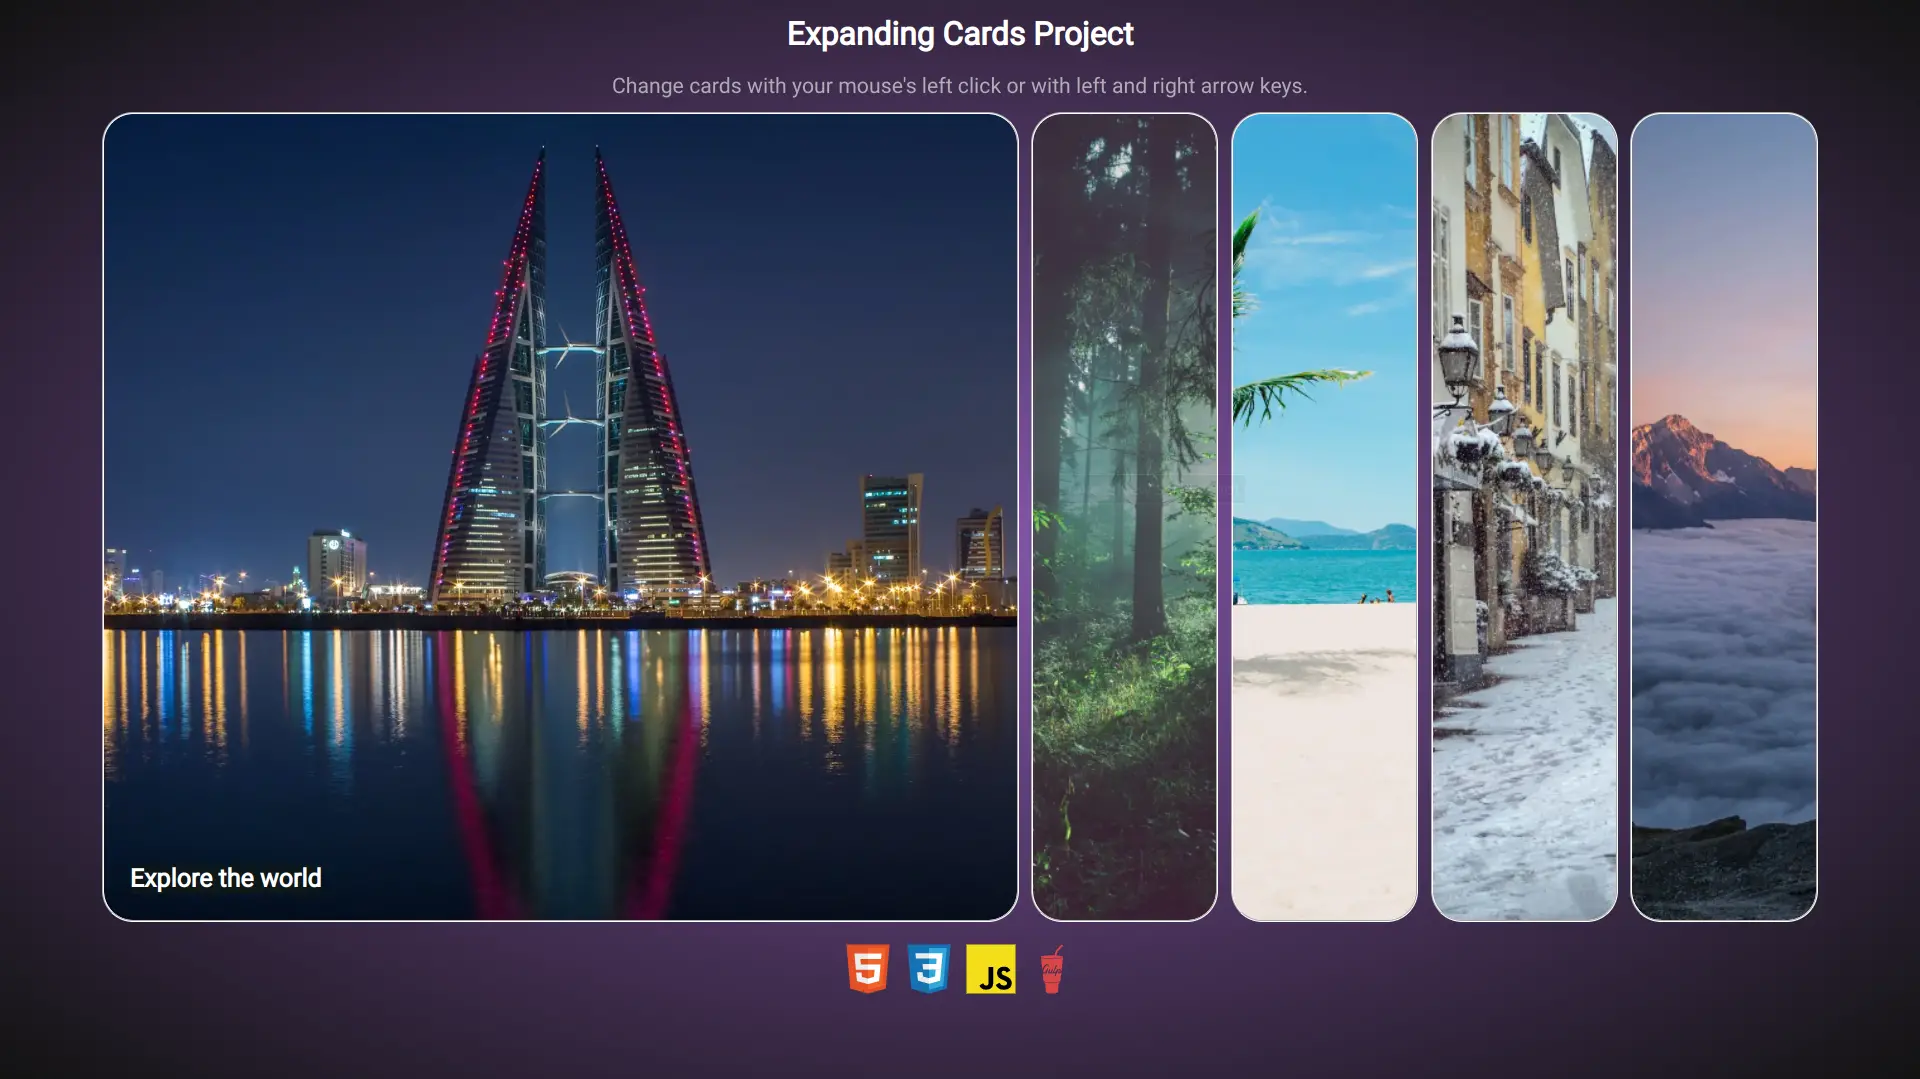 Expanding Cards Project
Change cards with your mouse's left click or with left and right arrow keys.
Explore the world
5
3
JS
Gulp